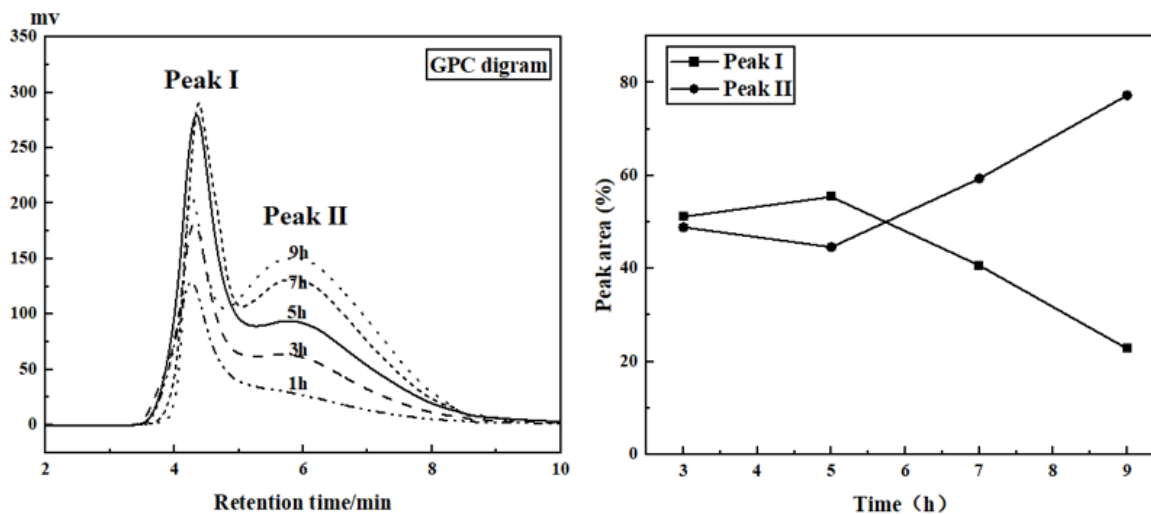 mv
350
300
250
200
150
100
50
0
GPC digram
Peak I
Peak II
9h
7h
5h
3h
1h
2 4 6 8 10
Retention time/min
Peak I
Peak II
80
60
40
20
0
Peak area (%)
3 4 5 6 7 8 9
Time（h）